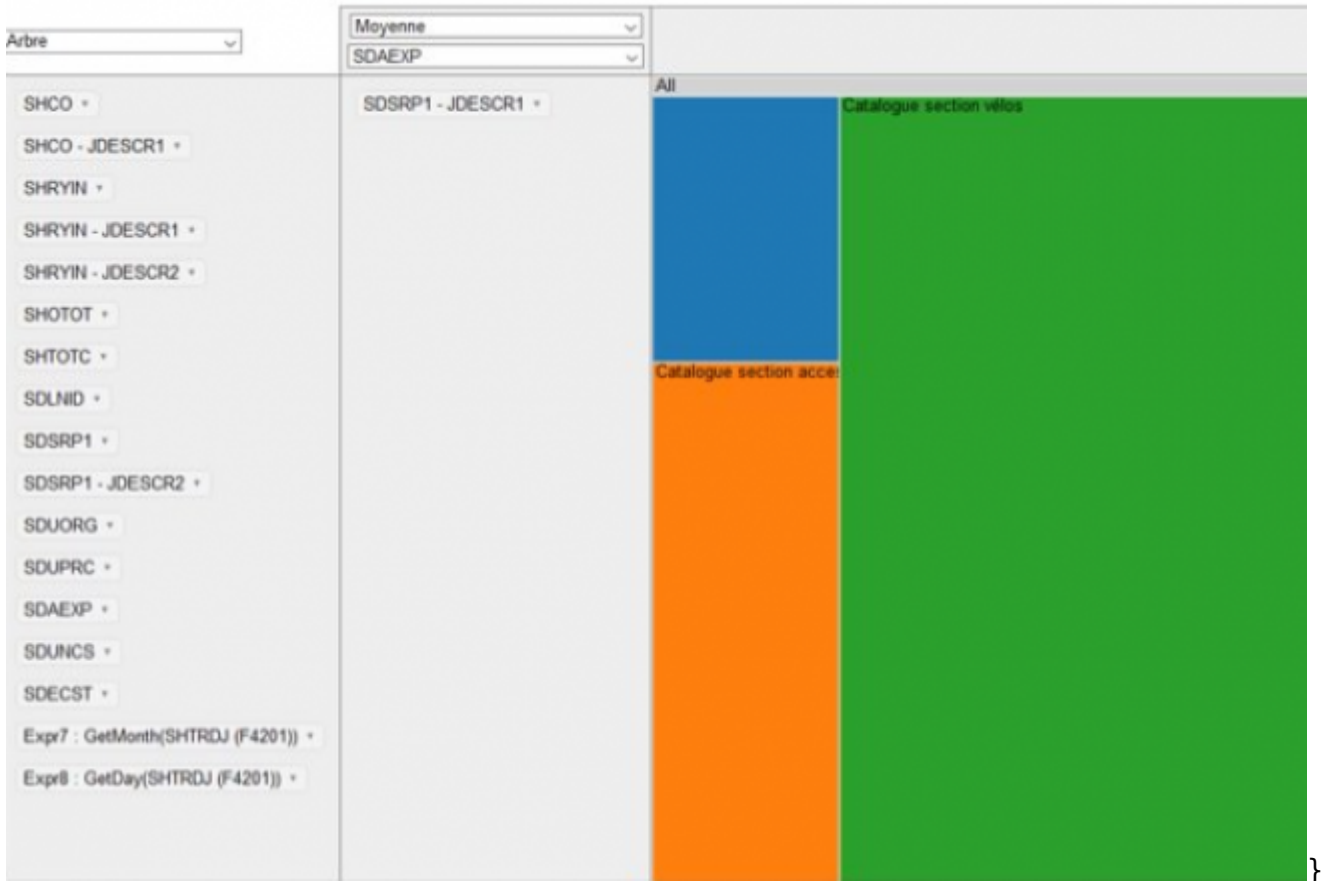 Arbre
Moyenne
SDAEXP
SHCO
SHCO - JDESCR1
SHRYIN
SHRYIN - JDESCR1
SHRYIN - JDESCR2
SHOTOT
SHTOTC
SDLNID
SDSRP1
SDSRP1 - JDESCR2
SDUORG
SDUPRC
SDAEXP
SDUNCS
SDECST
Expr7 : GetMonth(SHTRDJ (F4201))
Expr8 : GetDay(SHTRDJ (F4201))
SDSRP1 - JDESCR1
All
Catalogue section vélos
Catalogue section acces
}